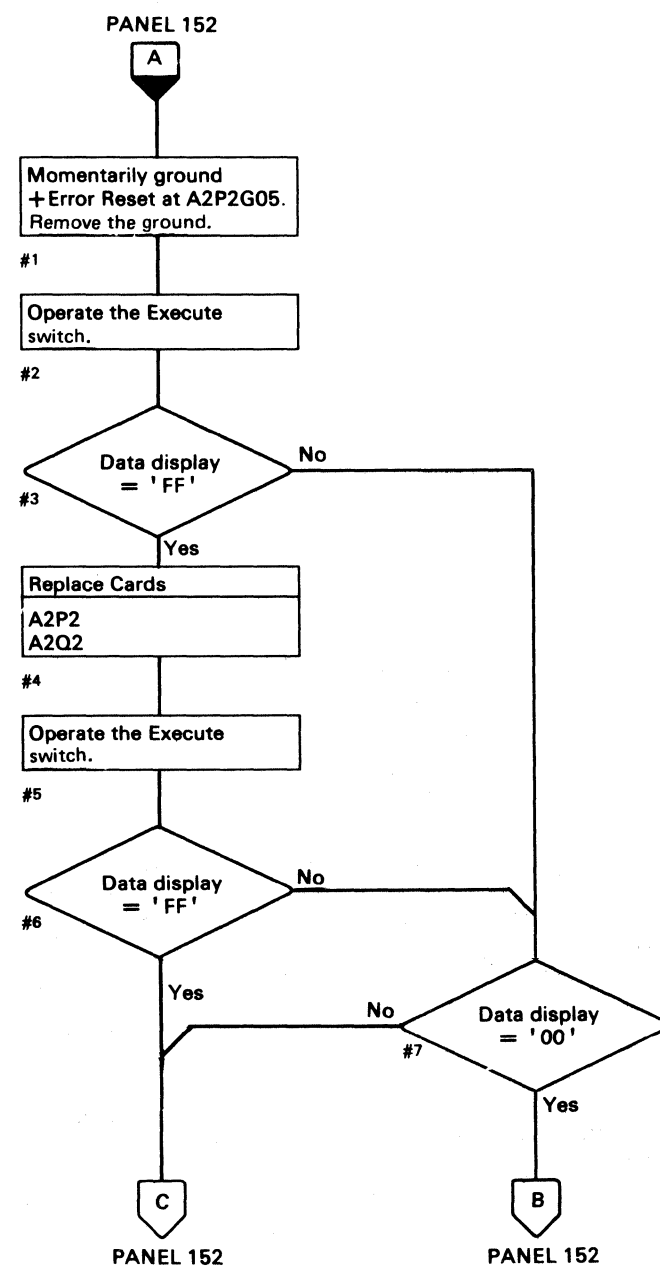 PANEL 152
A
Momentarily ground
+Error Reset at A2P2G05.
Remove the ground.
#1
Operate the Execute
switch.
#2
Data display
= 'FF'
No
#3
Yes
Replace Cards
A2P2
A2Q2
#4
Operate the Execute
switch.
#5
Data display
= 'FF'
No
#6
Yes
No
Data display
= '00'
#7
Yes
C
B
PANEL 152
PANEL 152